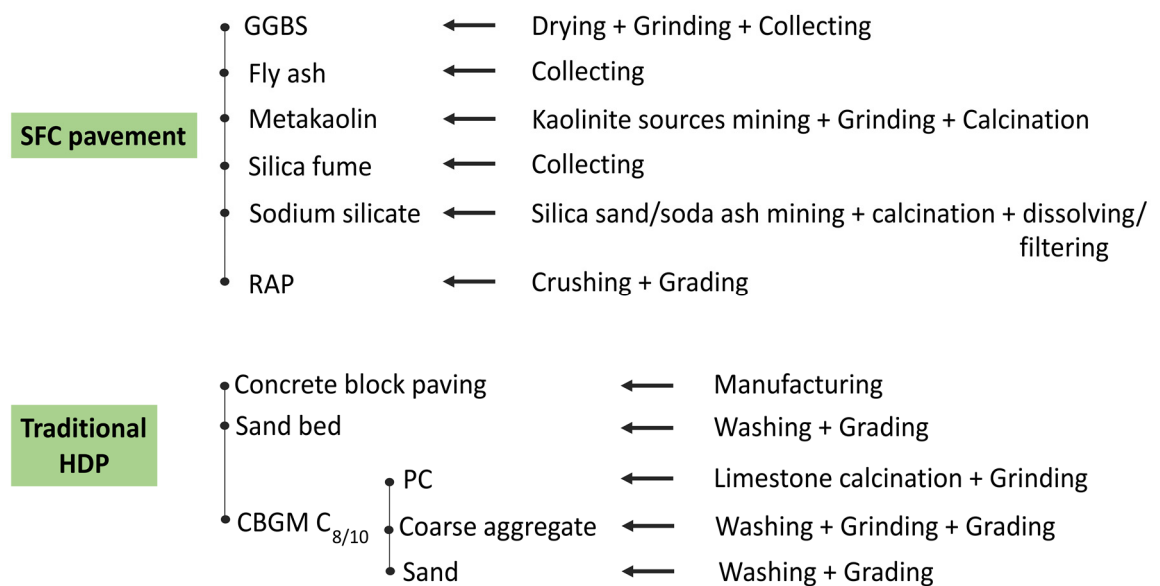 GGBS Drying + Grinding + Collecting
Fly ash Collecting
SFC pavement
Metakaolin Kaolinite sources mining + Grinding + Calcination
Silica fume Collecting
Sodium silicate Silica sand/soda ash mining + calcination + dissolving/
filtering
RAP Crushing + Grading
Concrete block paving Manufacturing
Traditional
HDP
Sand bed Washing + Grading
PC Limestone calcination + Grinding
CBGM C8/10
Coarse aggregate Washing + Grinding + Grading
Sand Washing + Grading